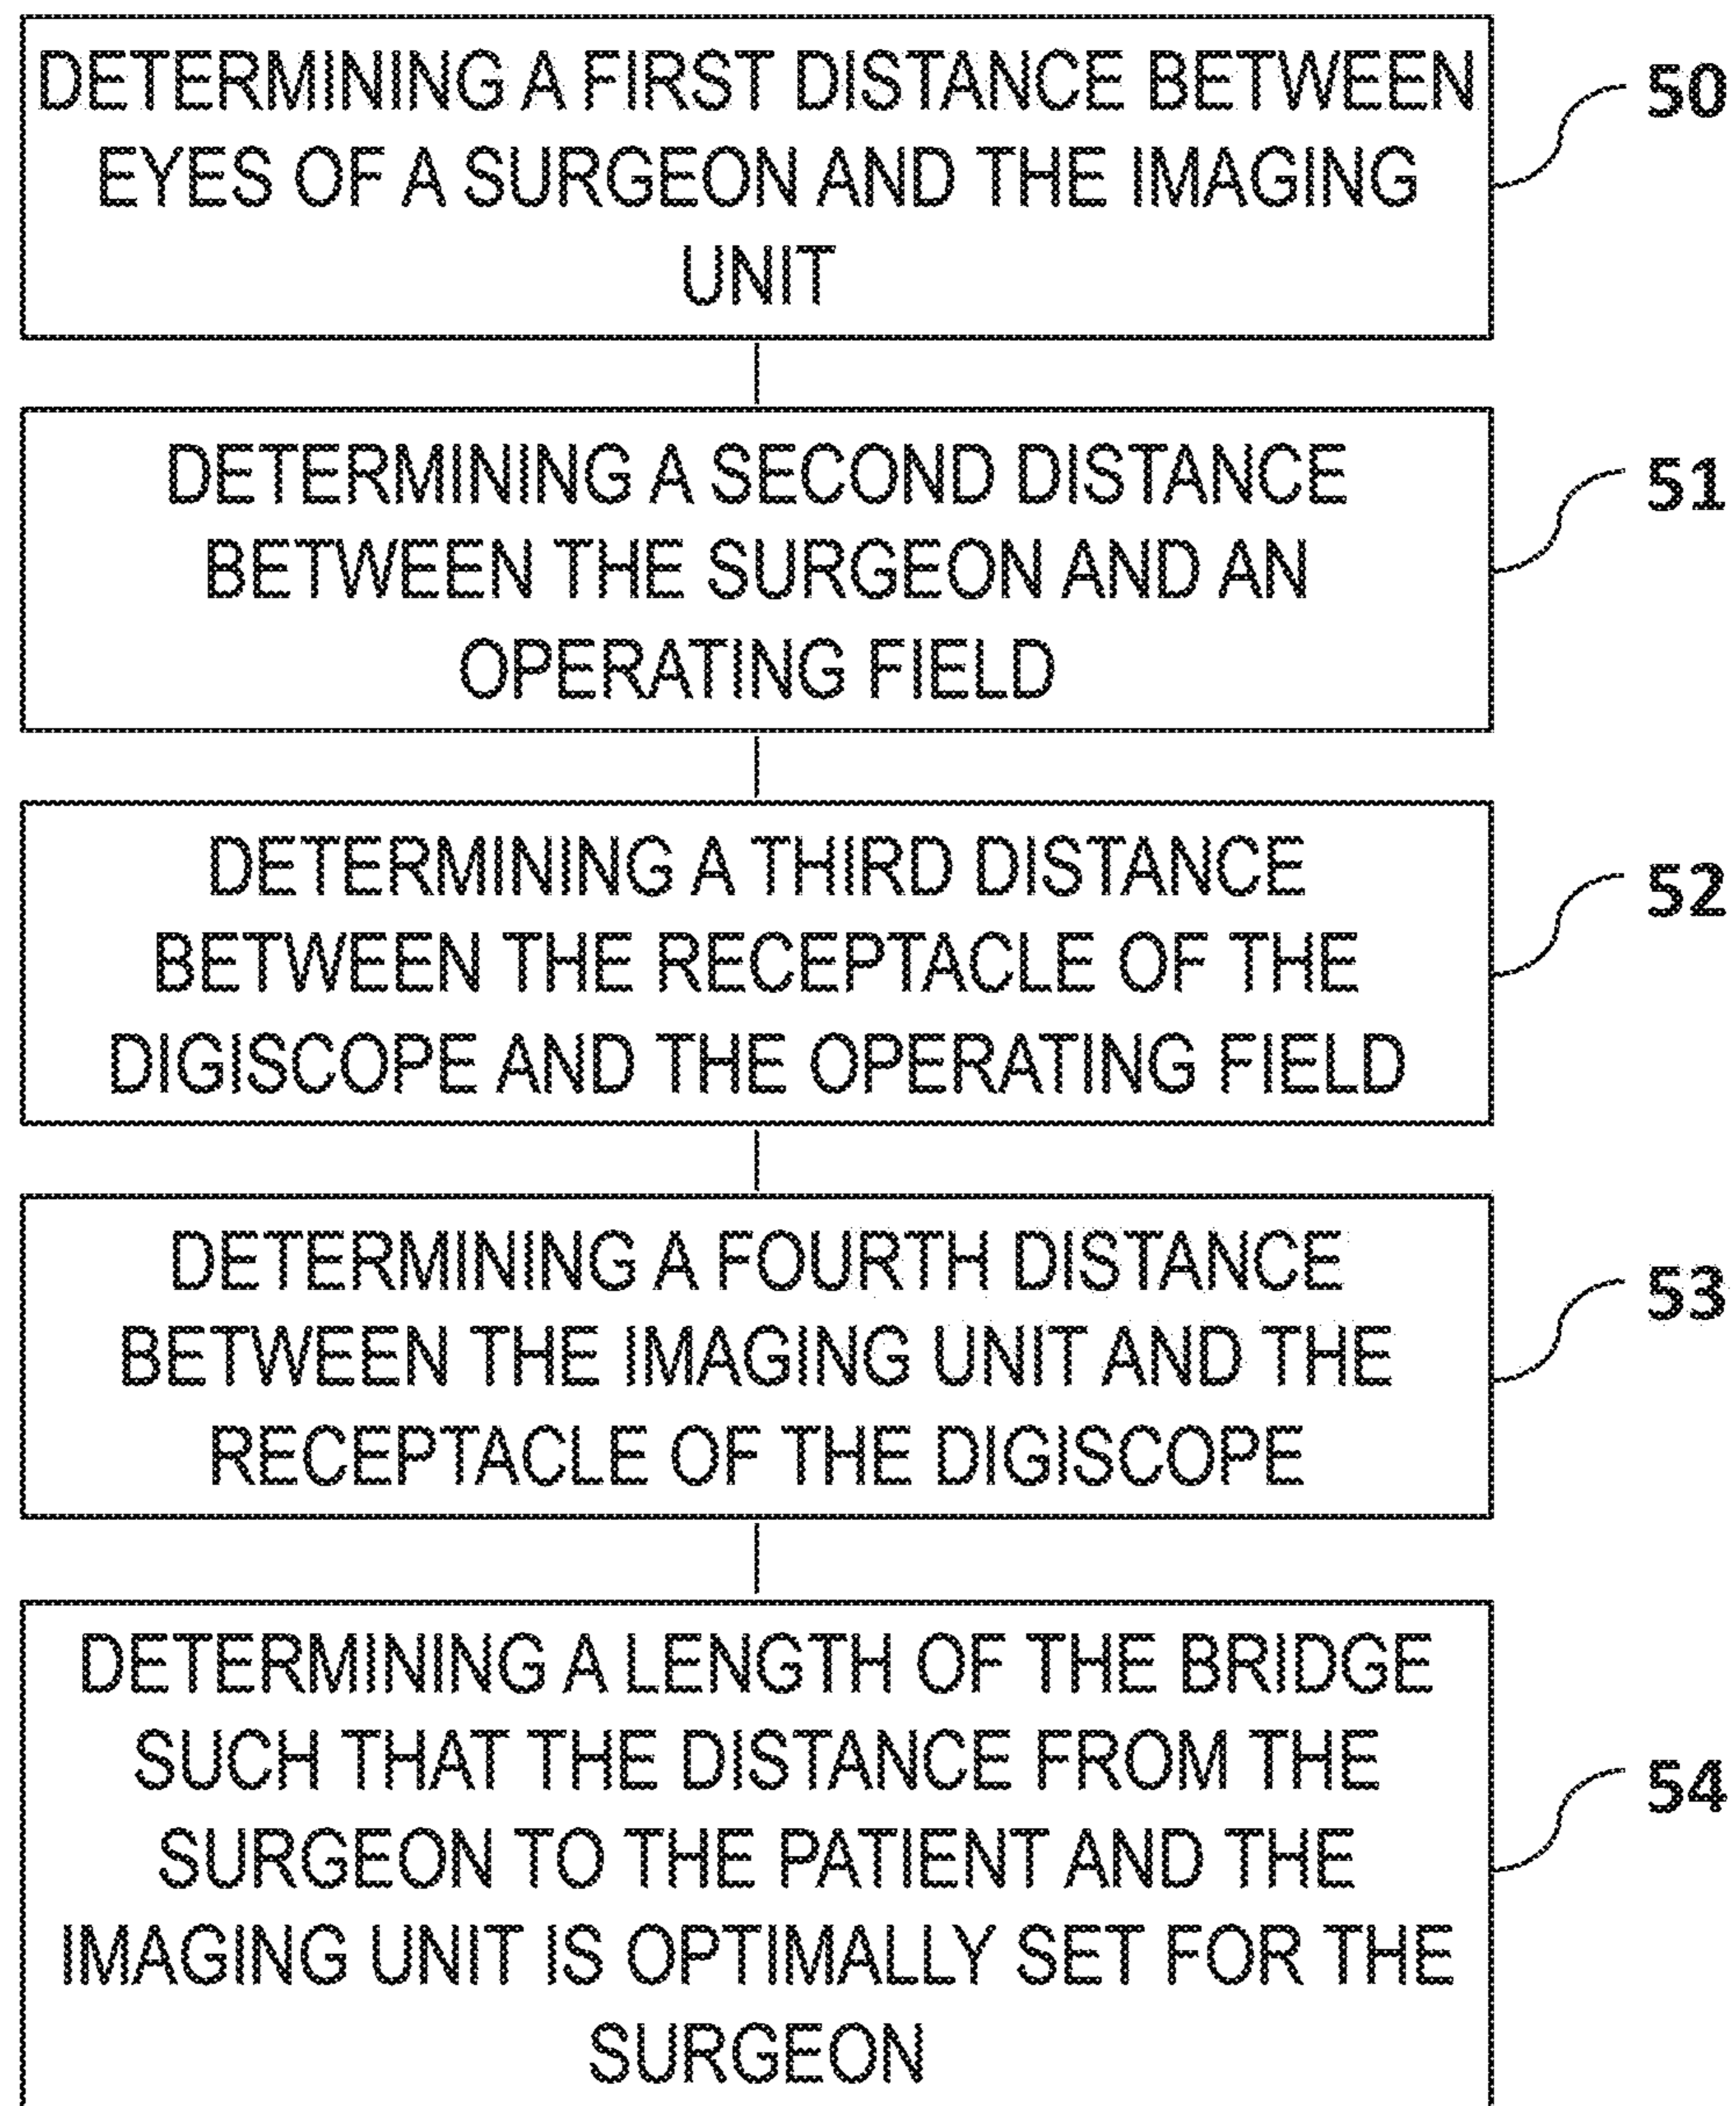 DETERMINING A FIRST DISTANCE BETWEEN
EYES OF A SURGEON AND THE IMAGING
UNIT
50
DETERMINING A SECOND DISTANCE
BETWEEN THE SURGEON AND AN
OPERATING FIELD
51
DETERMINING A THIRD DISTANCE
BETWEEN THE RECEPTACLE OF THE
DIGISCOPE AND THE OPERATING FIELD
52
DETERMINING A FOURTH DISTANCE
BETWEEN THE IMAGING UNIT AND THE
RECEPTACLE OF THE DIGISCOPE
53
DETERMINING A LENGTH OF THE BRIDGE
SUCH THAT THE DISTANCE FROM THE
SURGEON TO THE PATIENT AND THE
IMAGING UNIT IS OPTIMALLY SET FOR THE
SURGEON
54